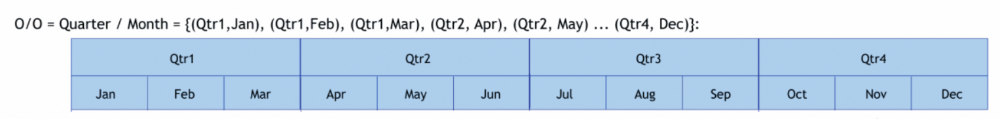 O/O = Quarter / Month = {(Qtr1,Jan), (Qtr1,Feb), (Qtr1,Mar), (Qtr2, Apr), (Qtr2, May) ... (Qtr4, Dec)}:
Qtr1 Qtr2 Qtr3 Qtr4
Jan Feb Mar Apr May Jun Jul Aug Sep Oct Nov Dec